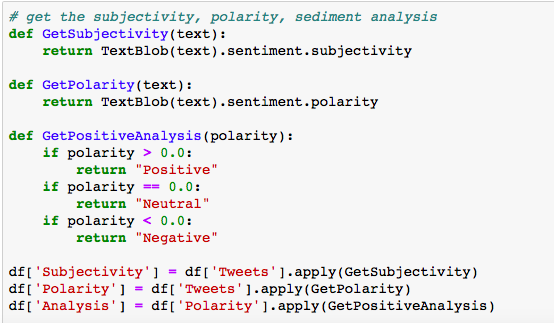 # get the subjectivity, polarity, sediment analysis
def GetSubjectivity(text):
    return TextBlob(text).sentiment.subjectivity

def GetPolarity(text):
    return TextBlob(text).sentiment.polarity

def GetPositiveAnalysis(polarity):
    if polarity > 0.0:
        return "Positive"
    if polarity == 0.0:
        return "Neutral"
    if polarity < 0.0:
        return "Negative"

df['Subjectivity'] = df['Tweets'].apply(GetSubjectivity)
df['Polarity'] = df['Tweets'].apply(GetPolarity)
df['Analysis'] = df['Polarity'].apply(GetPositiveAnalysis)